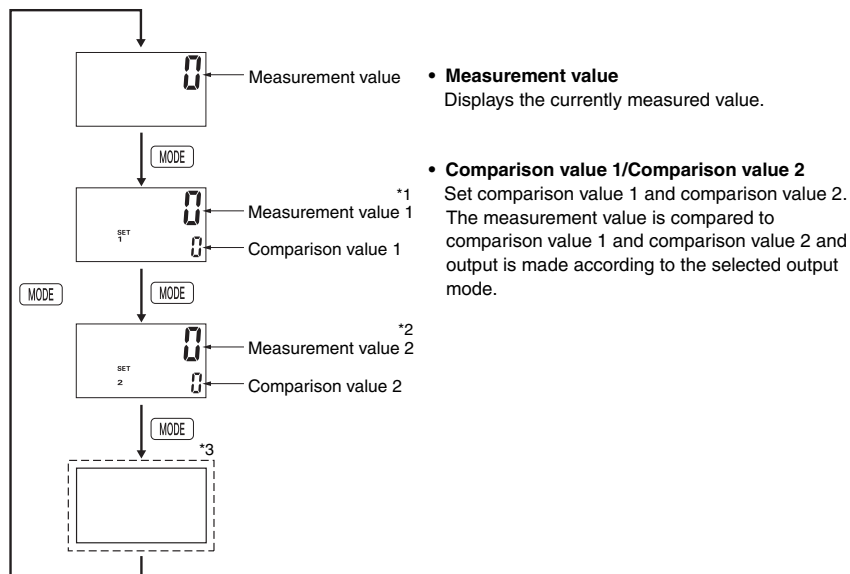 0
Measurement value
MODE
*1
0
Measurement value 1
SET
1
0
Comparison value 1
MODE
MODE
*2
0
Measurement value 2
SET
2
0
Comparison value 2
MODE
*3
• Measurement value
Displays the currently measured value.
• Comparison value 1/Comparison value 2
Set comparison value 1 and comparison value 2.
The measurement value is compared to
comparison value 1 and comparison value 2 and
output is made according to the selected output
mode.